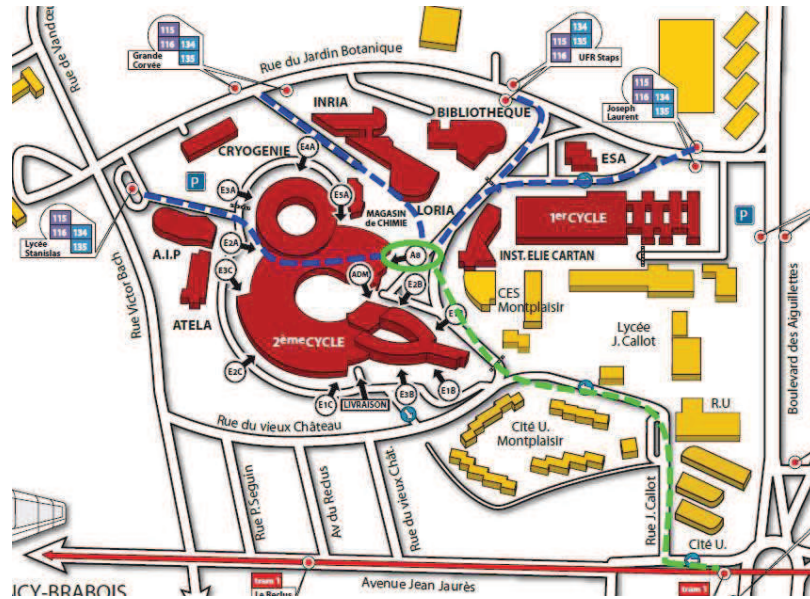 115
116 134
135
Grande
Corvée
Rue du Jardin Botanique
134
115 135
116
UFR Staps
115
116 134
135
Joseph
Laurent
INRIA
BIBLIOTHEQUE
CRYOGENIE
E4A
ESA
P
E3A
E5A
MAGASIN
de CHIMIE
LORIA
1er CYCLE
P
115
116 134
135
Lycée
Stanislas
A.I.P
E2A
A8
INST. ELIE CARTAN
E3C
ADM
E2B
CES
Montplaisir
Rue Victor Bach
ATELA
2èmeCYCLE
Lycée
J. Callot
Boulevard des Aiguillettes
E2C
E1C
LIVRAISON
E3B
E1B
R.U
Rue du vieux Château
Cité U.
Montplaisir
Rue P. Seguin
Av du Reclus
Rue du vieux Chât.
Rue J. Callot
Cité U.
tram 1
Le Reclus
Avenue Jean Jaurès
tram 1
NCY-BRABOIS